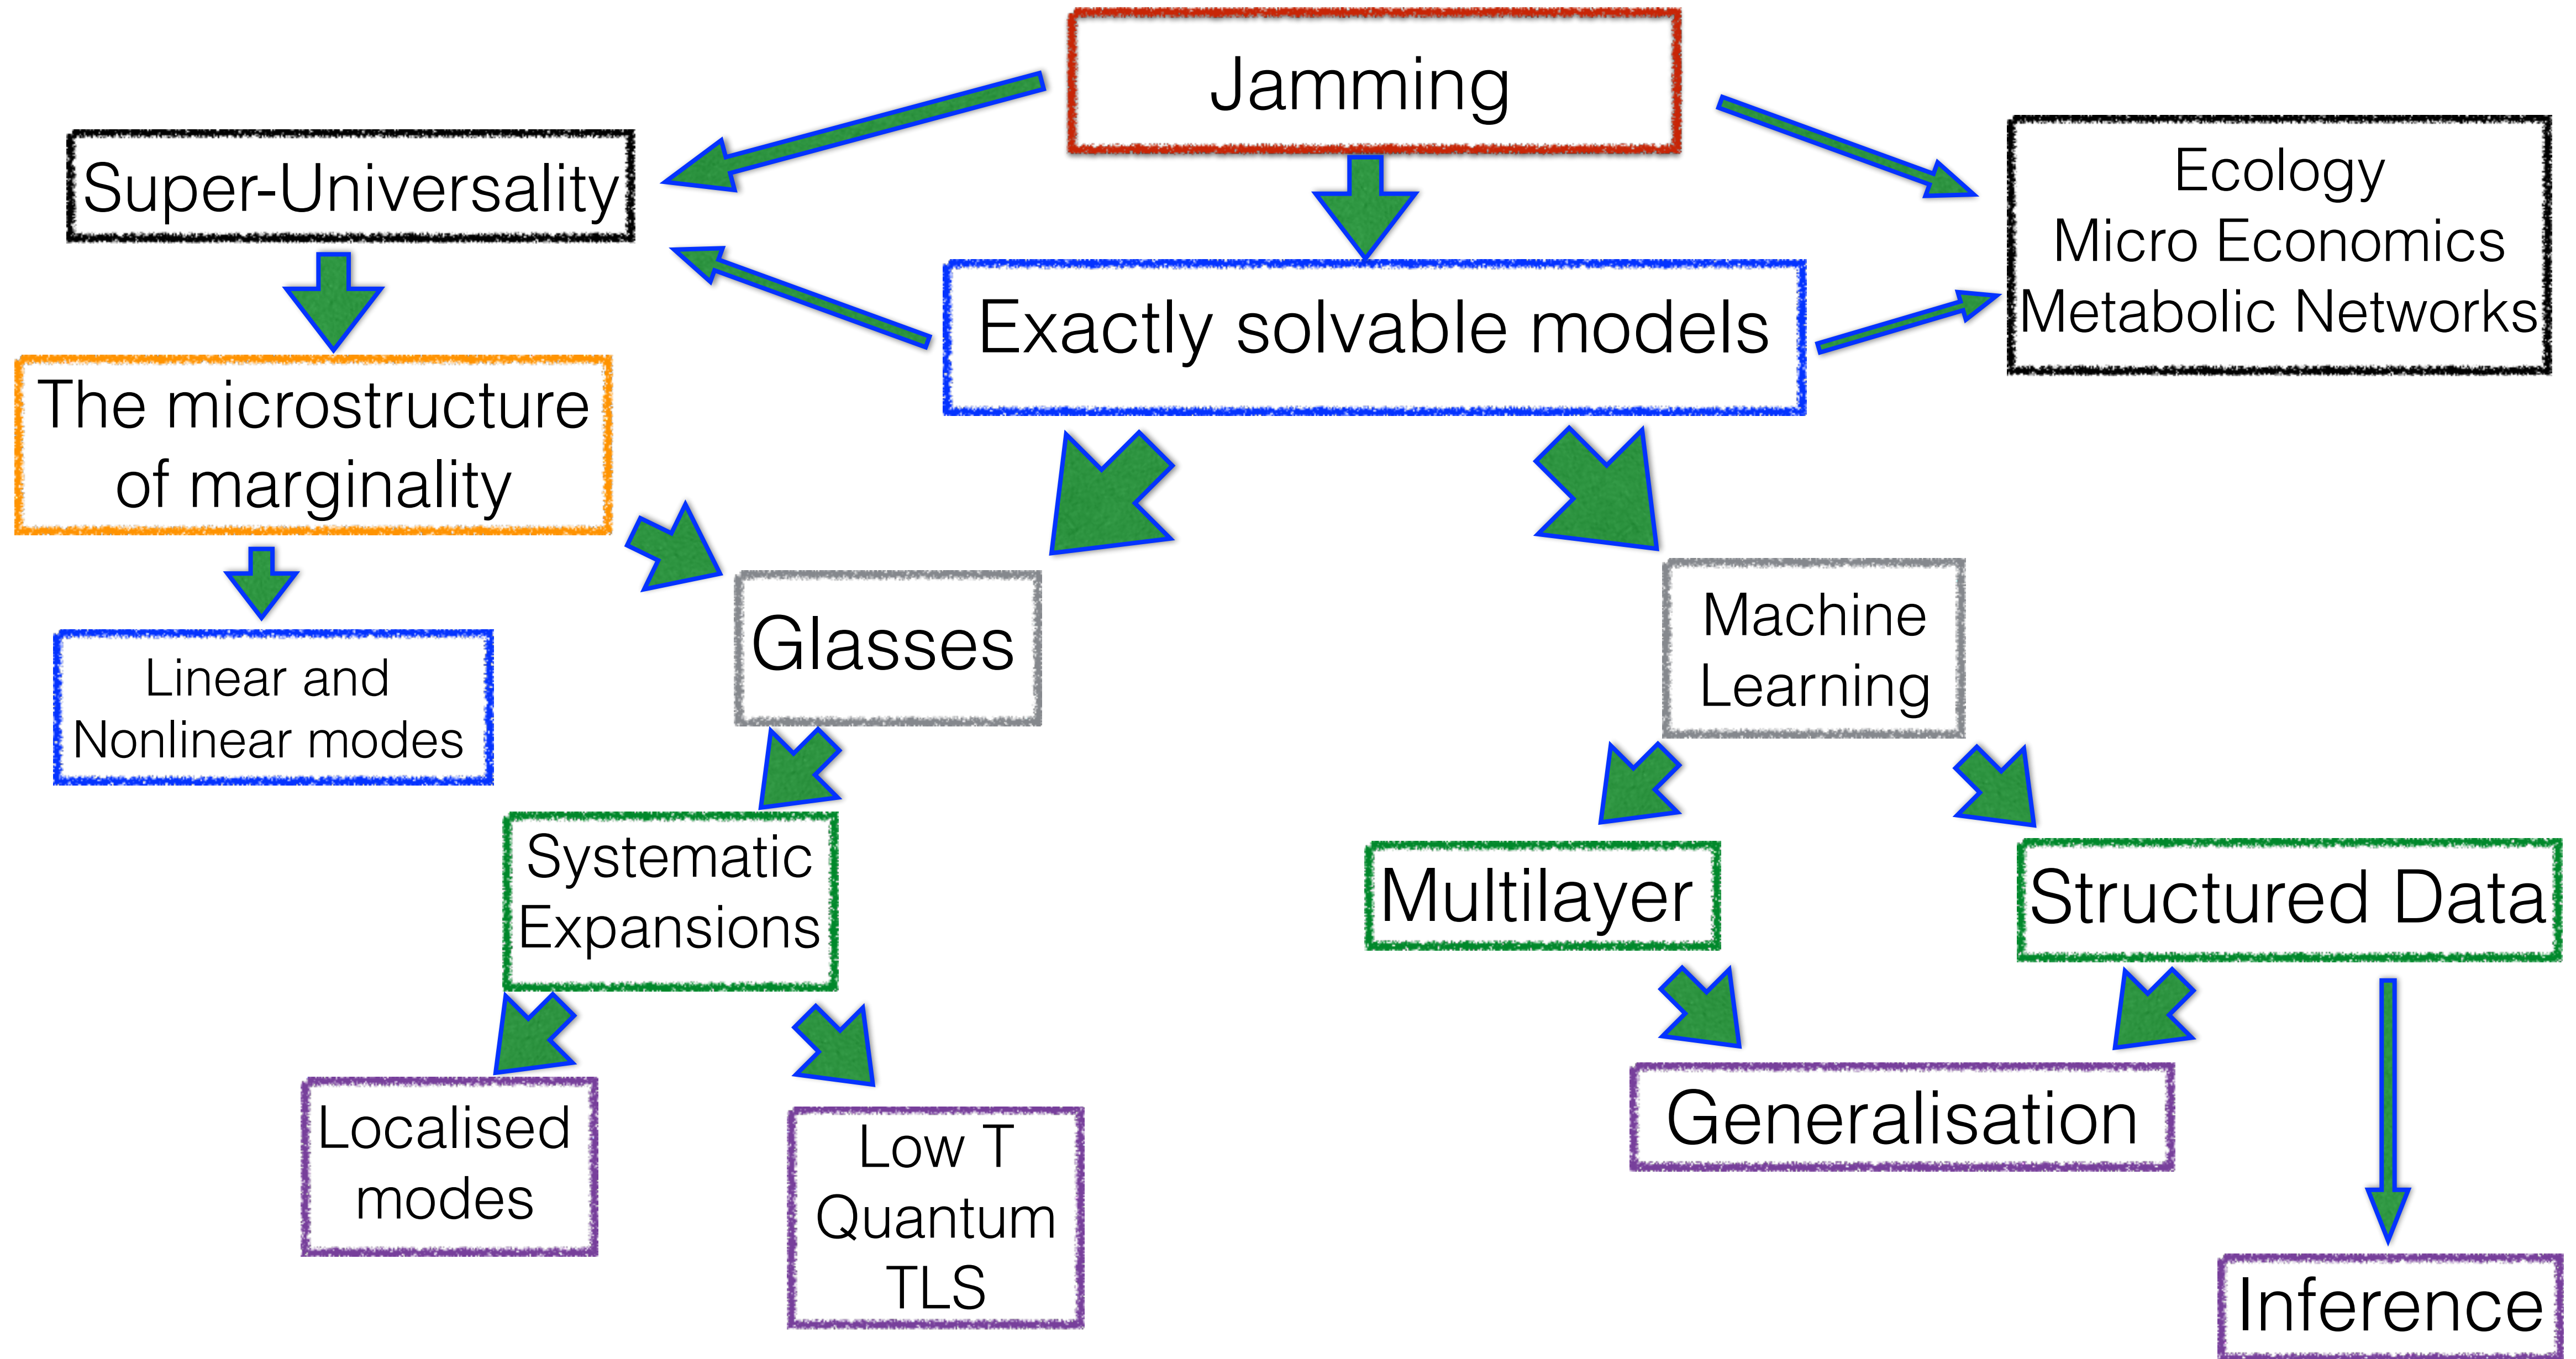 Jamming
Super-Universality
Ecology
Micro Economics
Metabolic Networks
Exactly solvable models
The microstructure
of marginality
Glasses
Machine
Learning
Linear and
Nonlinear modes
Systematic
Expansions
Multilayer
Structured Data
Localised
modes
Low T
Quantum
TLS
Generalisation
Inference